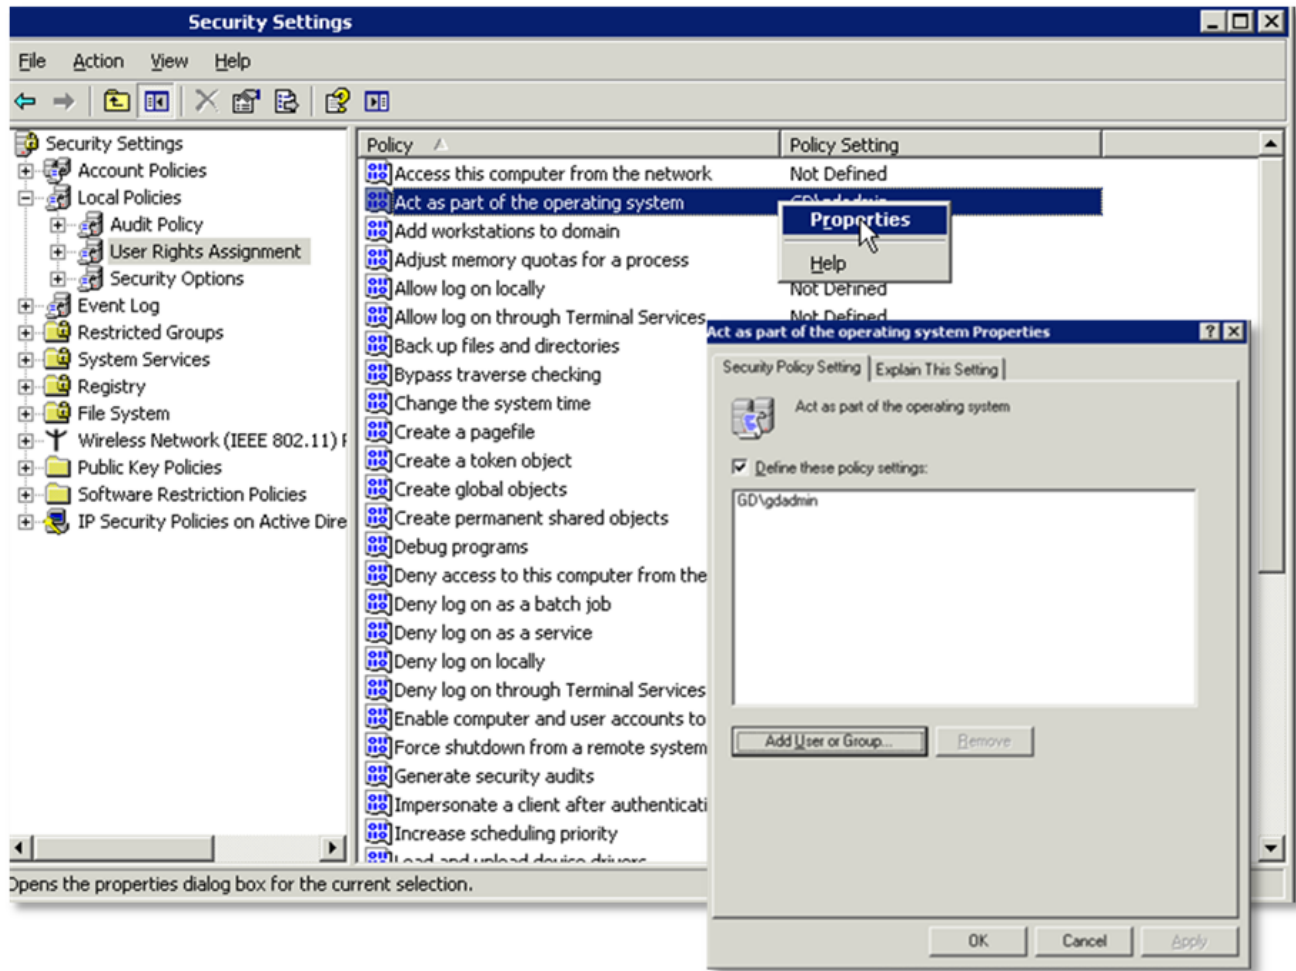 Security Settings
File Action View Help
Security Settings
Account Policies
Local Policies
Audit Policy
User Rights Assignment
Security Options
Event Log
Restricted Groups
System Services
Registry
File System
Wireless Network (IEEE 802.11)
Public Key Policies
Software Restriction Policies
IP Security Policies on Active Dire
Policy Policy Setting
Access this computer from the network Not Defined
Act as part of the operating system GD\gdadmin
Add workstations to domain
Adjust memory quotas for a process
Allow log on locally Not Defined
Allow log on through Terminal Services Not Defined
Back up files and directories
Bypass traverse checking
Change the system time
Create a pagefile
Create a token object
Create global objects
Create permanent shared objects
Debug programs
Deny access to this computer from the
Deny log on as a batch job
Deny log on as a service
Deny log on locally
Deny log on through Terminal Services
Enable computer and user accounts to
Force shutdown from a remote system
Generate security audits
Impersonate a client after authenticati
Increase scheduling priority
Load and unload device drivers
Properties
Help
Act as part of the operating system Properties
Security Policy Setting Explain This Setting
Act as part of the operating system
Define these policy settings:
GD\gdadmin
Add User or Group... Remove
OK Cancel Apply
Opens the properties dialog box for the current selection.